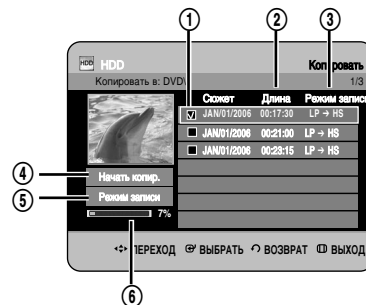 ① ② ③
HDD HDD Копировать
Копировать в: DVD 1/3
Сюжет Длина Режим записи
JAN/01/2006 00:17:30 LP → HS
JAN/01/2006 00:21:00 LP → HS
JAN/01/2006 00:23:15 LP → HS
④ Начать копир.
⑤ Режим записи
7%
ПЕРЕХОД ВЫБРАТЬ ВОЗВРАТ ВЫХОД
⑥